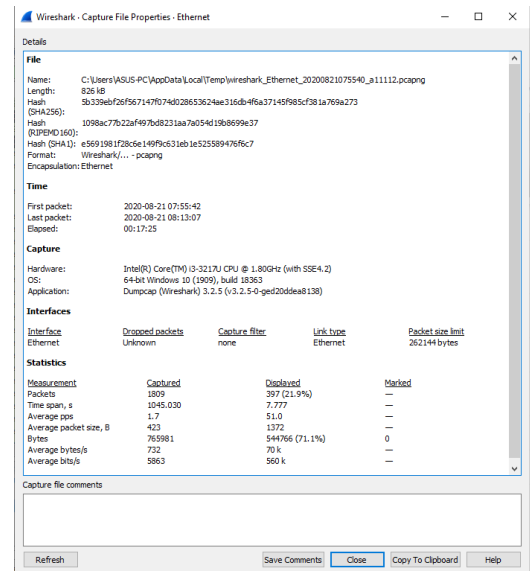 Wireshark · Capture File Properties · Ethernet
Details
File
Name: C:\Users\ASUS-PC\AppData\Local\Temp\wireshark_Ethernet_20200821075540_a11112.pcapng
Length: 826 kB
Hash (SHA256): 5b339ebf26f567147f074d028653624ae316db4f6a37145f985cf381a769a273
Hash (RIPEMD160): 1098ac77b22af497bd8231aa7a054d19b8699e37
Hash (SHA1): e5691981f28c6e149f9c631eb1e525589476f6c7
Format: Wireshark/... - pcapng
Encapsulation: Ethernet
Time
First packet: 2020-08-21 07:55:42
Last packet: 2020-08-21 08:13:07
Elapsed: 00:17:25
Capture
Hardware: Intel(R) Core(TM) i3-3217U CPU @ 1.80GHz (with SSE4.2)
OS: 64-bit Windows 10 (1909), build 18363
Application: Dumpcap (Wireshark) 3.2.5 (v3.2.5-0-ged20ddea8138)
Interfaces
Interface Dropped packets Capture filter Link type Packet size limit
Ethernet Unknown none Ethernet 262144 bytes
Statistics
Measurement Captured Displayed Marked
Packets 1809 397 (21.9%) —
Time span, s 1045.030 7.777 —
Average pps 1.7 51.0 —
Average packet size, B 423 1372 —
Bytes 765981 544766 (71.1%) 0
Average bytes/s 732 70 k —
Average bits/s 5863 560 k —
Capture file comments
Refresh Save Comments Close Copy To Clipboard Help